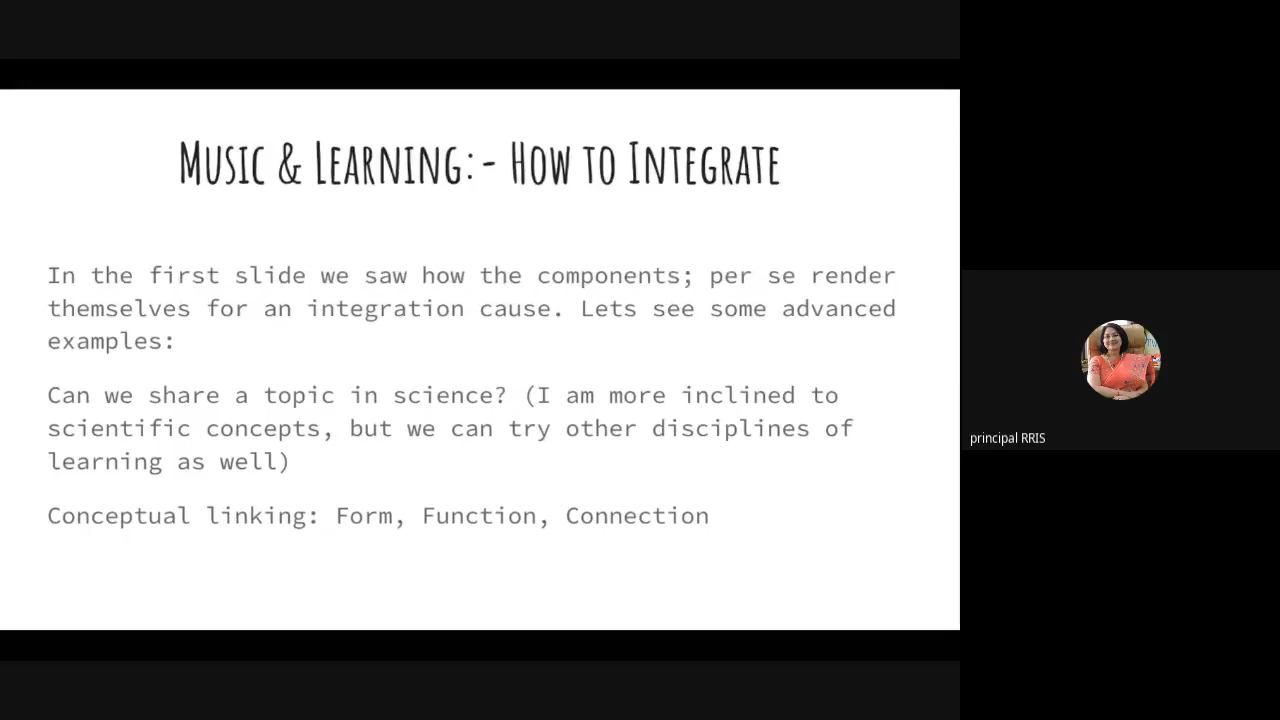 Music & Learning:- How to Integrate
In the first slide we saw how the components; per se render
themselves for an integration cause. Lets see some advanced
examples:
Can we share a topic in science? (I am more inclined to
scientific concepts, but we can try other disciplines of
learning as well)
Conceptual linking: Form, Function, Connection
principal RRIS